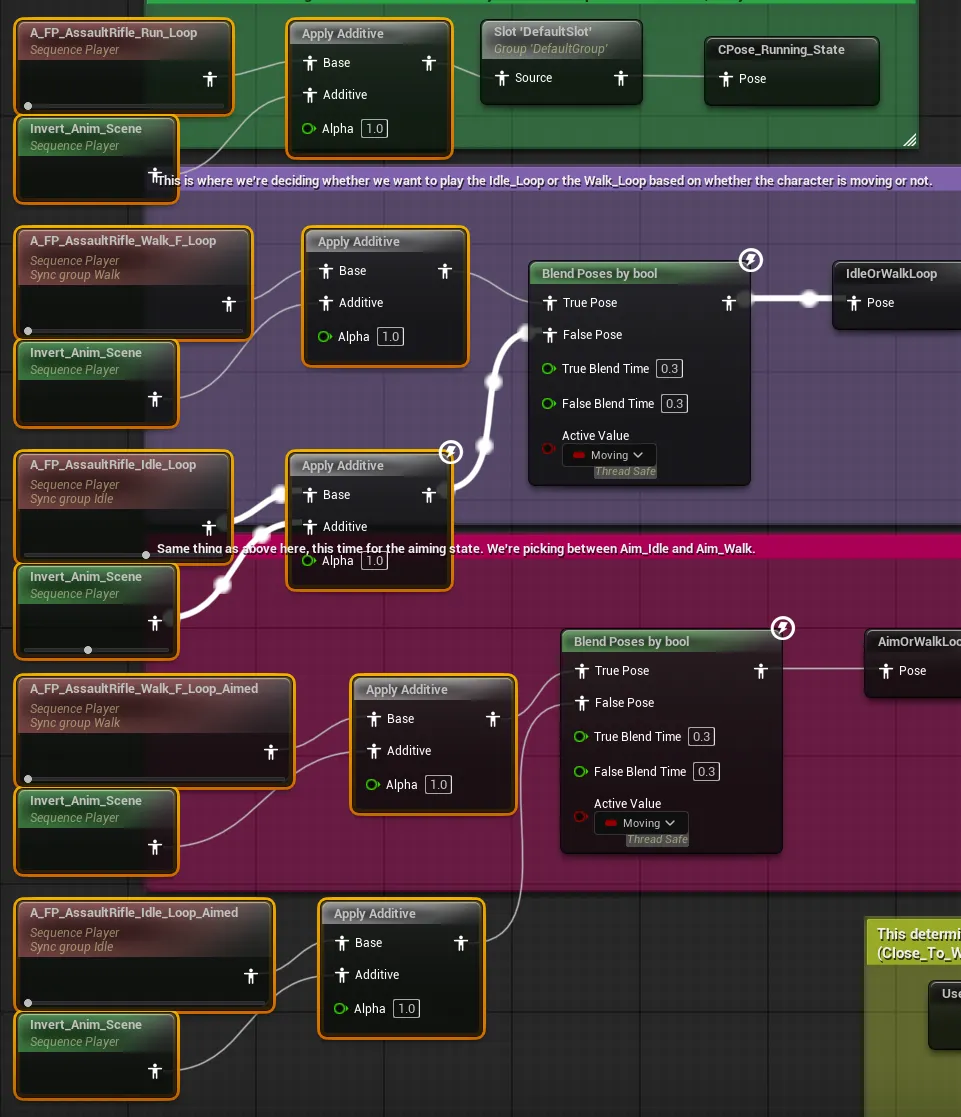 A_FP_AssaultRifle_Run_Loop
Sequence Player
Apply Additive
Base
Additive
Alpha 1.0
Slot 'DefaultSlot'
Group 'DefaultGroup'
Source
CPose_Running_State
Pose
Invert_Anim_Scene
Sequence Player
This is where we're deciding whether we want to play the Idle_Loop or the Walk_Loop based on whether the character is moving or not.
A_FP_AssaultRifle_Walk_F_Loop
Sequence Player
Sync group Walk
Apply Additive
Base
Additive
Alpha 1.0
Invert_Anim_Scene
Sequence Player
Blend Poses by bool
True Pose
False Pose
True Blend Time 0.3
False Blend Time 0.3
Active Value
Moving
Thread Safe
IdleOrWalkLoop
Pose
A_FP_AssaultRifle_Idle_Loop
Sequence Player
Sync group Idle
Apply Additive
Base
Additive
Alpha 1.0
Same thing as above here, this time for the aiming state. We're picking between Aim_Idle and Aim_Walk.
Invert_Anim_Scene
Sequence Player
A_FP_AssaultRifle_Walk_F_Loop_Aimed
Sequence Player
Sync group Walk
Apply Additive
Base
Additive
Alpha 1.0
Invert_Anim_Scene
Sequence Player
Blend Poses by bool
True Pose
False Pose
True Blend Time 0.3
False Blend Time 0.3
Active Value
Moving
Thread Safe
AimOrWalkLoo
Pose
A_FP_AssaultRifle_Idle_Loop_Aimed
Sequence Player
Sync group Idle
Apply Additive
Base
Additive
Alpha 1.0
Invert_Anim_Scene
Sequence Player
This determi
(Close_To_W
Use